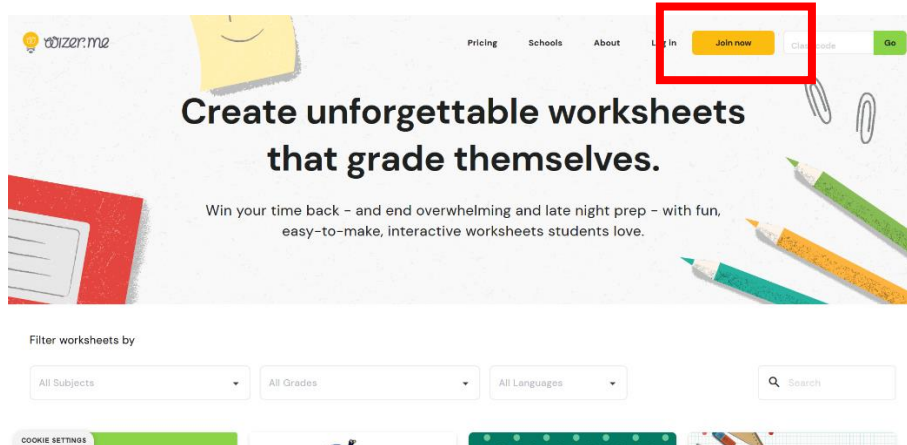 wizer.me
Pricing Schools About Log in Join now Class code Go
Create unforgettable worksheets
that grade themselves.
Win your time back - and end overwhelming and late night prep - with fun,
easy-to-make, interactive worksheets students love.
Filter worksheets by
All Subjects All Grades All Languages Search
COOKIE SETTINGS